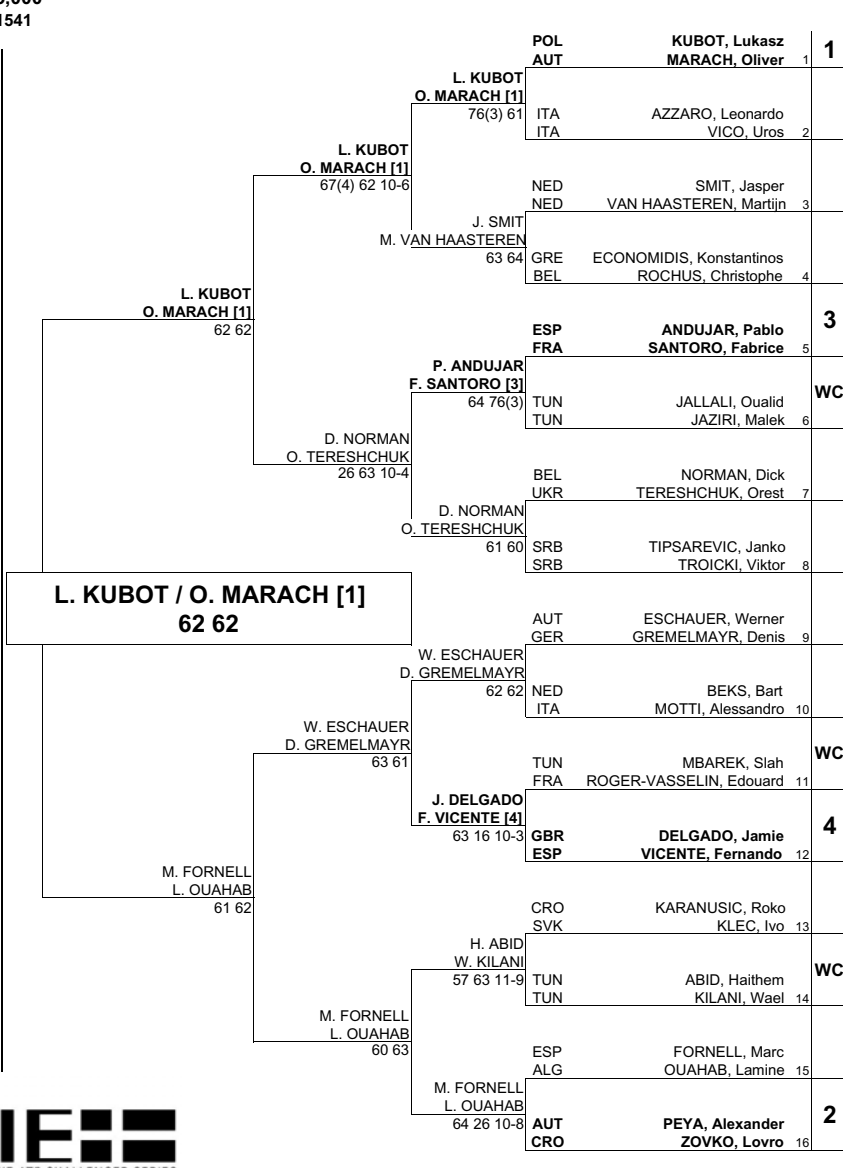 1541
POL KUBOT, Lukasz 1
AUT MARACH, Oliver 1
L. KUBOT
O. MARACH [1]
76(3) 61
ITA AZZARO, Leonardo
ITA VICO, Uros 2
L. KUBOT
O. MARACH [1]
67(4) 62 10-6
NED SMIT, Jasper
NED VAN HAASTEREN, Martijn 3
J. SMIT
M. VAN HAASTEREN
63 64
GRE ECONOMIDIS, Konstantinos
BEL ROCHUS, Christophe 4
L. KUBOT
O. MARACH [1]
62 62
ESP ANDUJAR, Pablo 3
FRA SANTORO, Fabrice 5
P. ANDUJAR
F. SANTORO [3]
64 76(3)
WC
TUN JALLALI, Oualid
TUN JAZIRI, Malek 6
D. NORMAN
O. TERESHCHUK
26 63 10-4
BEL NORMAN, Dick
UKR TERESHCHUK, Orest 7
D. NORMAN
O. TERESHCHUK
61 60
SRB TIPSAREVIC, Janko
SRB TROICKI, Viktor 8
L. KUBOT / O. MARACH [1]
62 62
AUT ESCHAUER, Werner
GER GREMELMAYR, Denis 9
W. ESCHAUER
D. GREMELMAYR
62 62
NED BEKS, Bart
ITA MOTTI, Alessandro 10
W. ESCHAUER
D. GREMELMAYR
63 61
WC
TUN MBAREK, Slah
FRA ROGER-VASSELIN, Edouard 11
J. DELGADO
F. VICENTE [4]
63 16 10-3
4
GBR DELGADO, Jamie
ESP VICENTE, Fernando 12
M. FORNELL
L. OUAHAB
61 62
CRO KARANUSIC, Roko
SVK KLEC, Ivo 13
H. ABID
W. KILANI
57 63 11-9
WC
TUN ABID, Haithem
TUN KILANI, Wael 14
M. FORNELL
L. OUAHAB
60 63
ESP FORNELL, Marc
ALG OUAHAB, Lamine 15
M. FORNELL
L. OUAHAB
64 26 10-8
2
AUT PEYA, Alexander
CRO ZOVKO, Lovro 16